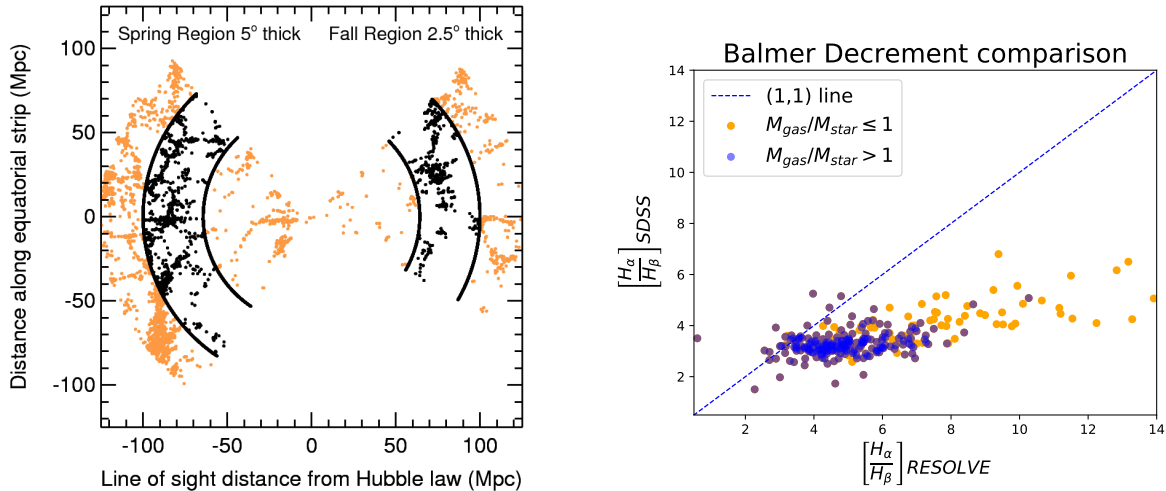 Spring Region 5° thick Fall Region 2.5° thick
100
50
0
-50
-100
-100 -50 0 50 100
Distance along equatorial strip (Mpc)
Line of sight distance from Hubble law (Mpc)
Balmer Decrement comparison
(1,1) line
M_gas/M_star ≤ 1
M_gas/M_star > 1
14
12
10
8
6
4
2
2 4 6 8 10 12 14
[Hα/Hβ] SDSS
[Hα/Hβ] RESOLVE